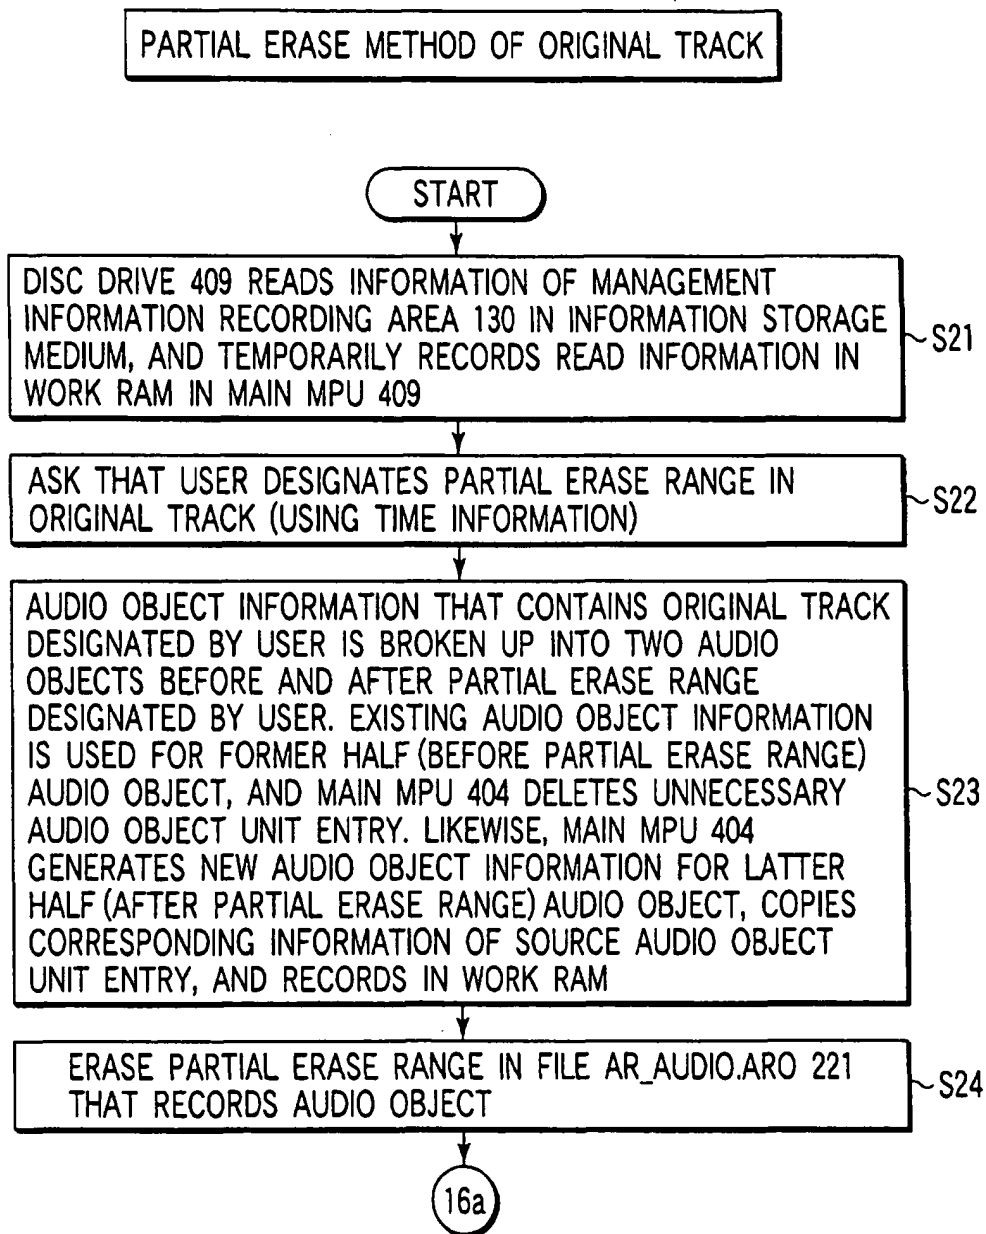 PARTIAL ERASE METHOD OF ORIGINAL TRACK
START
DISC DRIVE 409 READS INFORMATION OF MANAGEMENT
INFORMATION RECORDING AREA 130 IN INFORMATION STORAGE
MEDIUM, AND TEMPORARILY RECORDS READ INFORMATION IN
WORK RAM IN MAIN MPU 409
S21
ASK THAT USER DESIGNATES PARTIAL ERASE RANGE IN
ORIGINAL TRACK (USING TIME INFORMATION)
S22
AUDIO OBJECT INFORMATION THAT CONTAINS ORIGINAL TRACK
DESIGNATED BY USER IS BROKEN UP INTO TWO AUDIO
OBJECTS BEFORE AND AFTER PARTIAL ERASE RANGE
DESIGNATED BY USER. EXISTING AUDIO OBJECT INFORMATION
IS USED FOR FORMER HALF (BEFORE PARTIAL ERASE RANGE)
AUDIO OBJECT, AND MAIN MPU 404 DELETES UNNECESSARY
AUDIO OBJECT UNIT ENTRY. LIKEWISE, MAIN MPU 404
GENERATES NEW AUDIO OBJECT INFORMATION FOR LATTER
HALF (AFTER PARTIAL ERASE RANGE) AUDIO OBJECT, COPIES
CORRESPONDING INFORMATION OF SOURCE AUDIO OBJECT
UNIT ENTRY, AND RECORDS IN WORK RAM
S23
ERASE PARTIAL ERASE RANGE IN FILE AR_AUDIO.ARO 221
THAT RECORDS AUDIO OBJECT
S24
16a